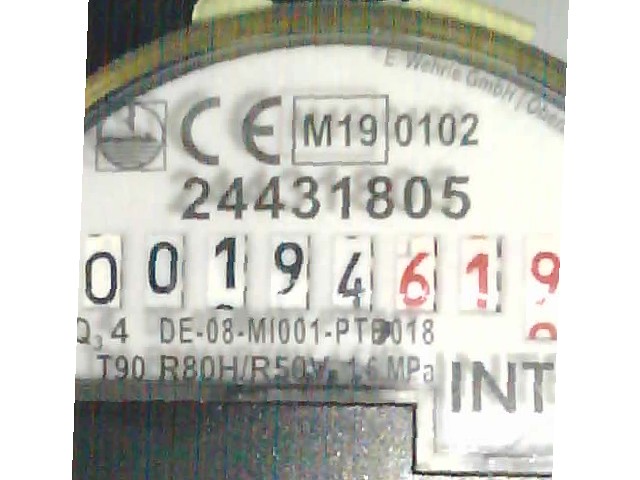 E. Wehrle GmbH
CE M19 0102
24431805
00194619
Q3 4 DE-08-MI001-PTB018
T90 R80H/R50V 1,6 MPa
INT